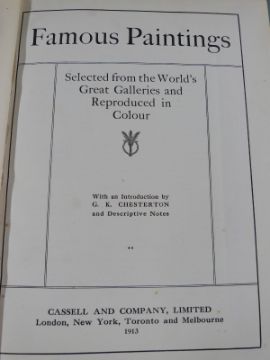 Famous Paintings
Selected from the World's
Great Galleries and
Reproduced in
Colour
With an Introduction by
G. K. CHESTERTON
and Descriptive Notes
CASSELL AND COMPANY, LIMITED
London, New York, Toronto and Melbourne
1913